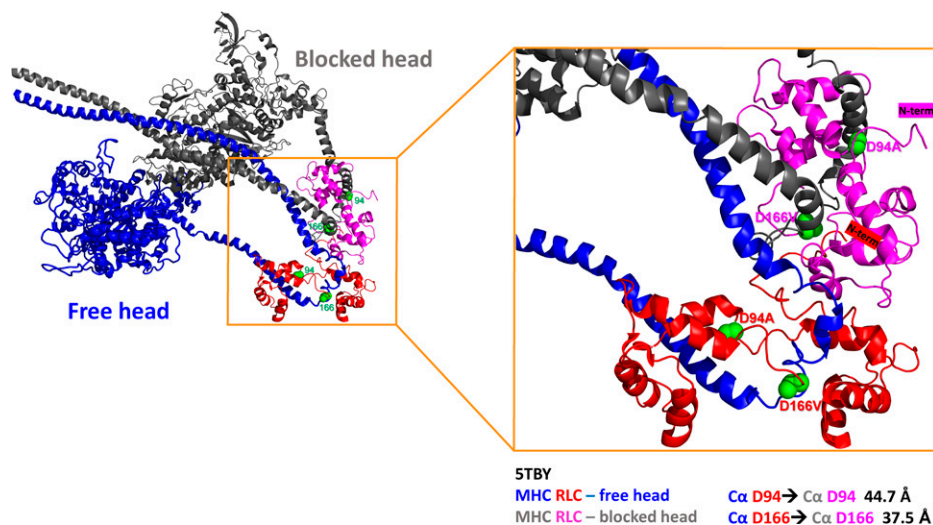 Blocked head
94
166
94
166
Free head
N-term
D94A
D166V
N-term
D94A
D166V
5TBY
MHC RLC – free head
MHC RLC – blocked head
Cα D94→ Cα D94 44.7 Å
Cα D166→ Cα D166 37.5 Å